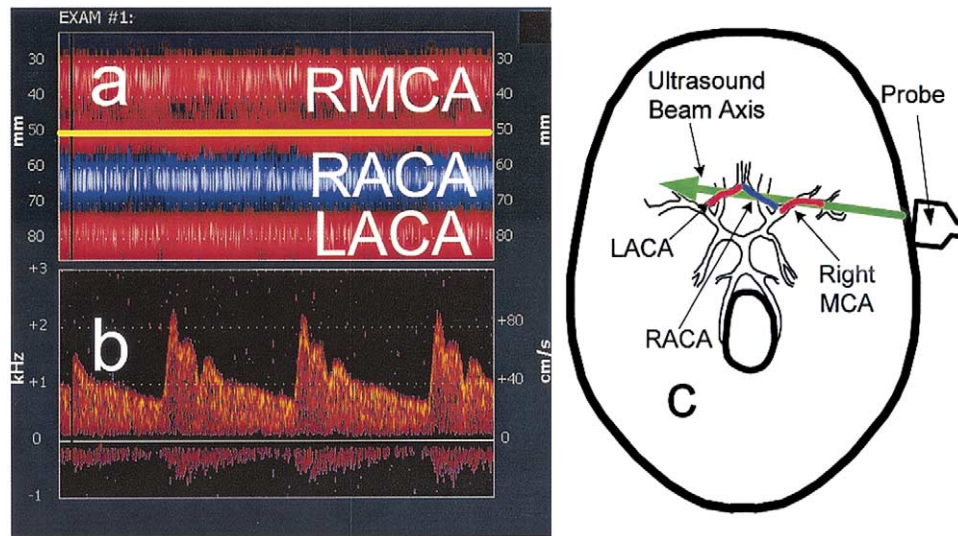 EXAM #1:
a
mm
30
40
50
60
70
80
RMCA
RACA
LACA
30
40
50
60
70
80
mm
b
kHz
+3
+2
+1
0
-1
+80
+40
0
cm/s
Ultrasound
Beam Axis
Probe
LACA
RACA
Right
MCA
C